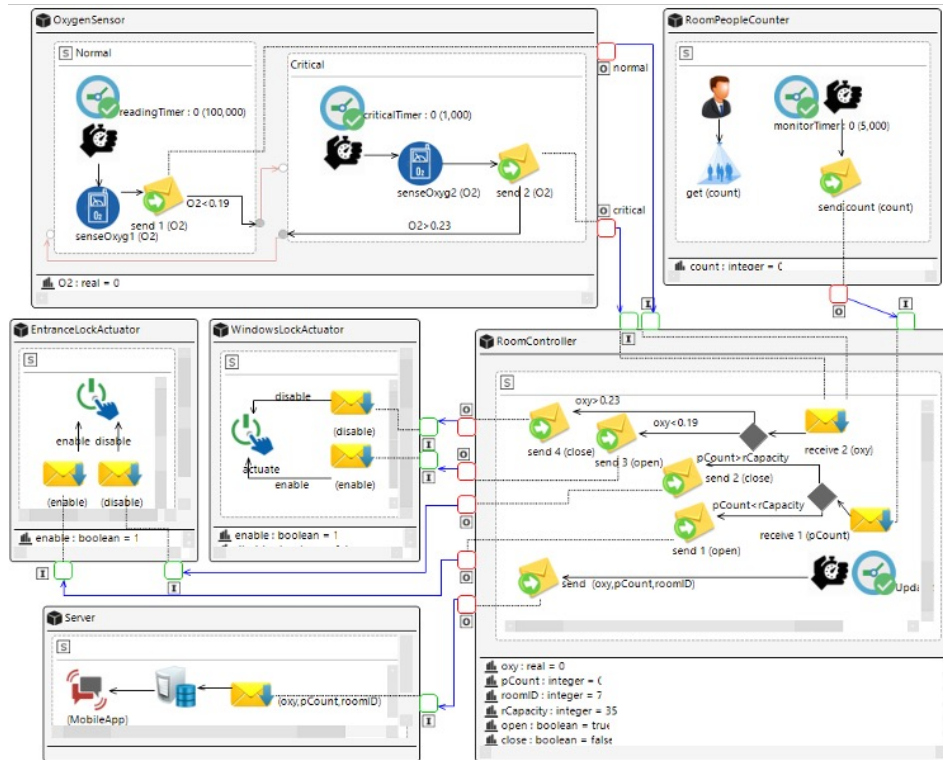 OxygenSensor
S Normal
readingTimer : 0 (100,000)
senseOxyg1 (O2)
send 1 (O2)
O2<0.19
Critical
criticalTimer : 0 (1,000)
senseOxyg2 (O2)
send 2 (O2)
O2>0.23
O normal
O critical
O2 : real = 0
RoomPeopleCounter
S
monitorTimer : 0 (5,000)
get (count)
send count (count)
count : integer = 0
O
I
I
I
EntranceLockActuator
S
enable
disable
(enable)
(disable)
enable : boolean = 1
I
I
WindowsLockActuator
S
disable
(disable)
actuate
enable
(enable)
enable : boolean = 1
I
I
RoomController
S
oxy>0.23
oxy<0.19
receive 2 (oxy)
send 4 (close)
send 3 (open)
pCount>rCapacity
send 2 (close)
pCount<rCapacity
receive 1 (pCount)
send 1 (open)
send (oxy,pCount,roomID)
O
O
O
O
O
oxy : real = 0
pCount : integer = 0
roomID : integer = 7
rCapacity : integer = 35
open : boolean = true
close : boolean = false
Server
S
(MobileApp)
(oxy,pCount,roomID)
I